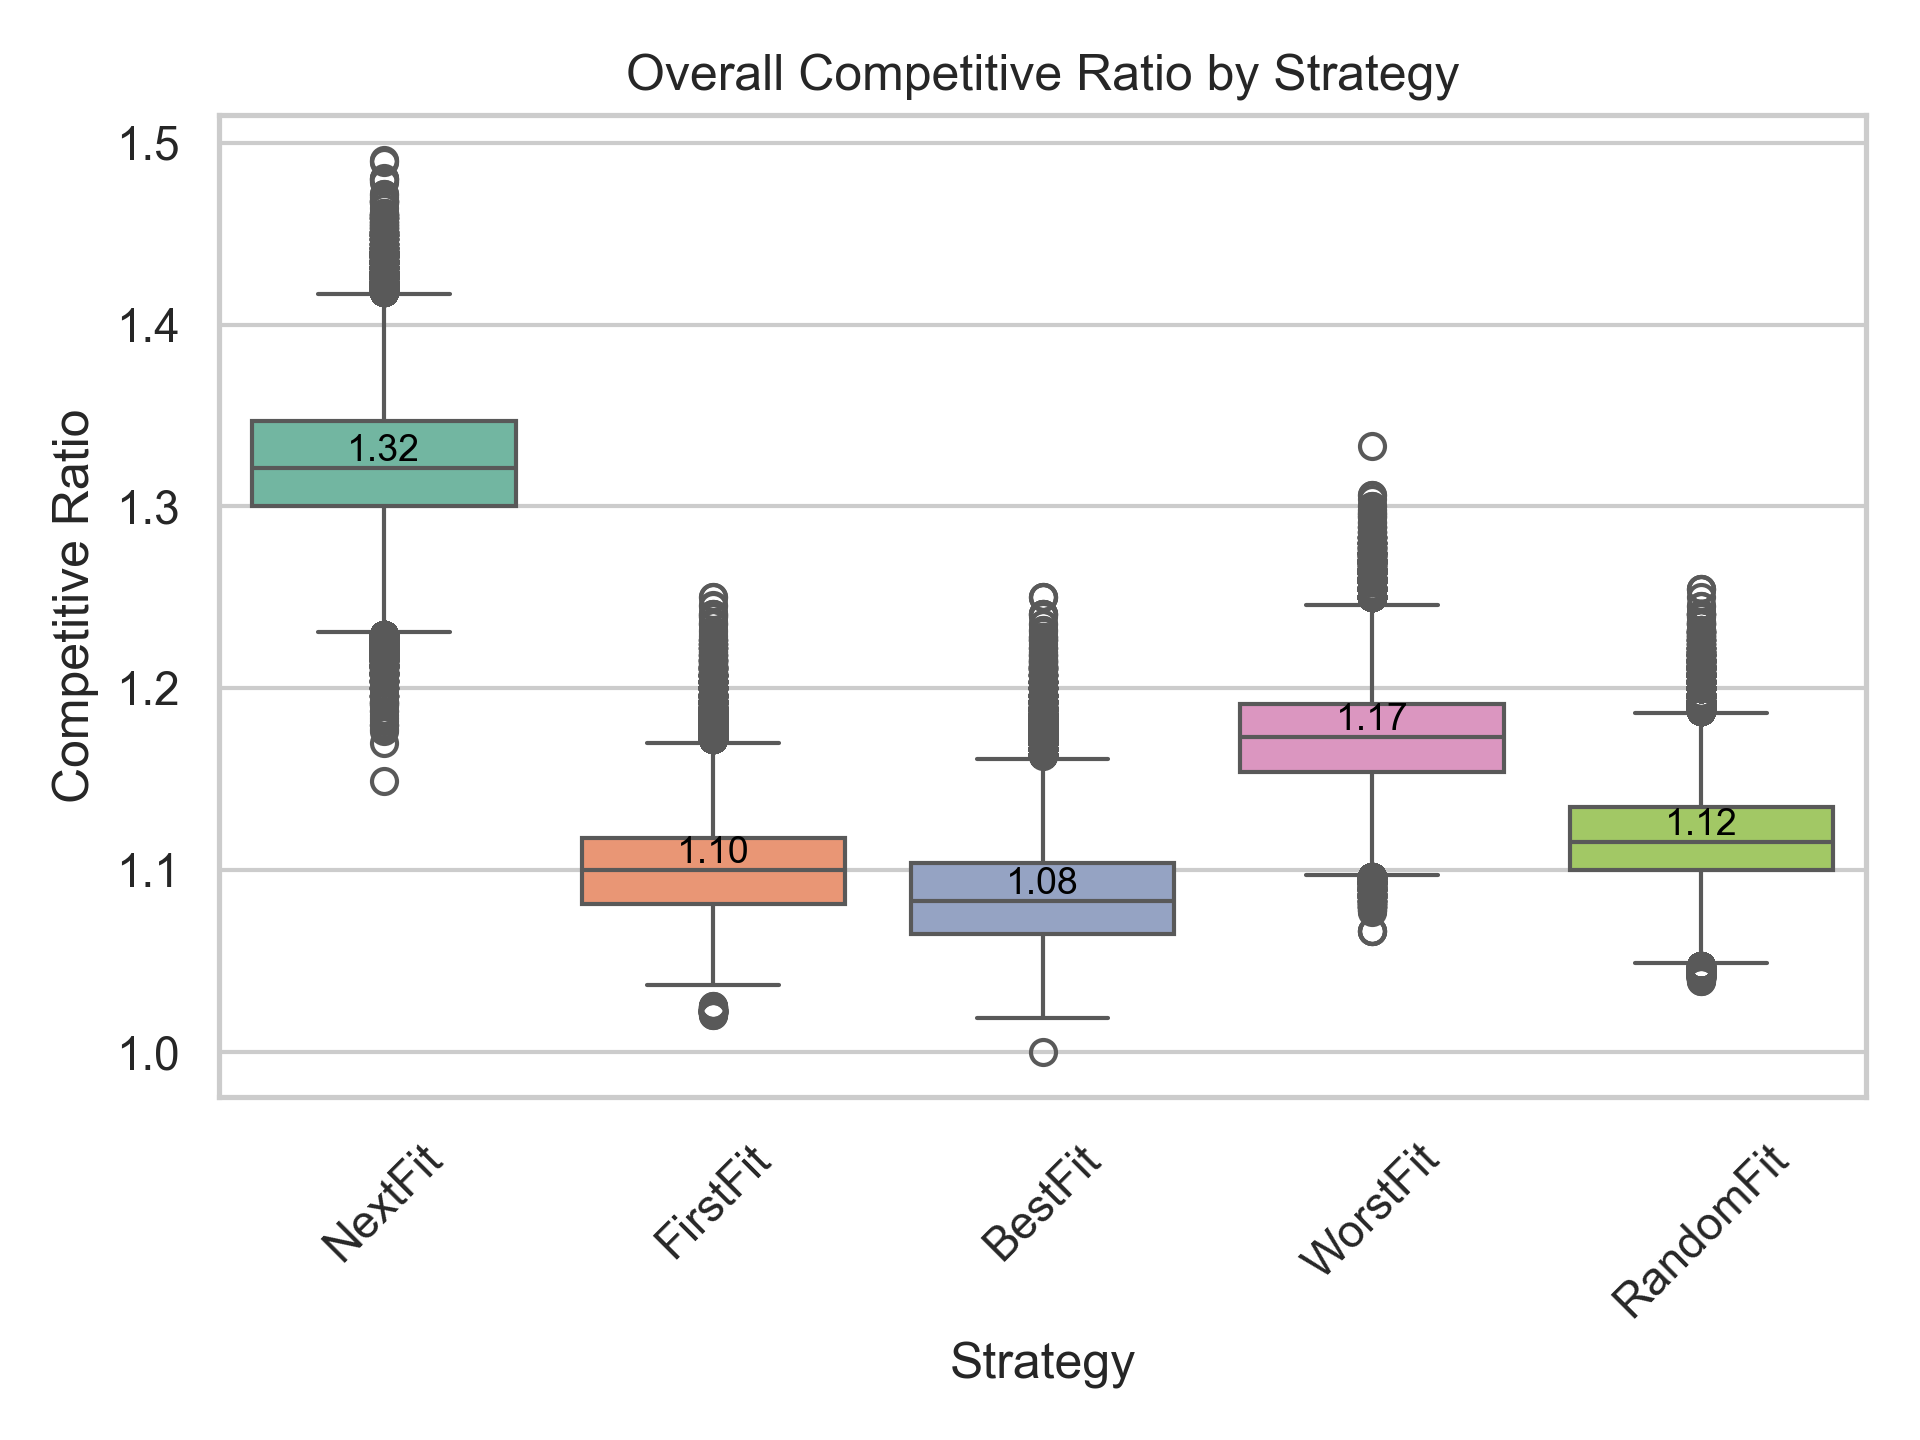 Overall Competitive Ratio by Strategy
Competitive Ratio
1.5
1.4
1.3
1.2
1.1
1.0
1.32
1.10
1.08
1.17
1.12
NextFit
FirstFit
BestFit
WorstFit
RandomFit
Strategy